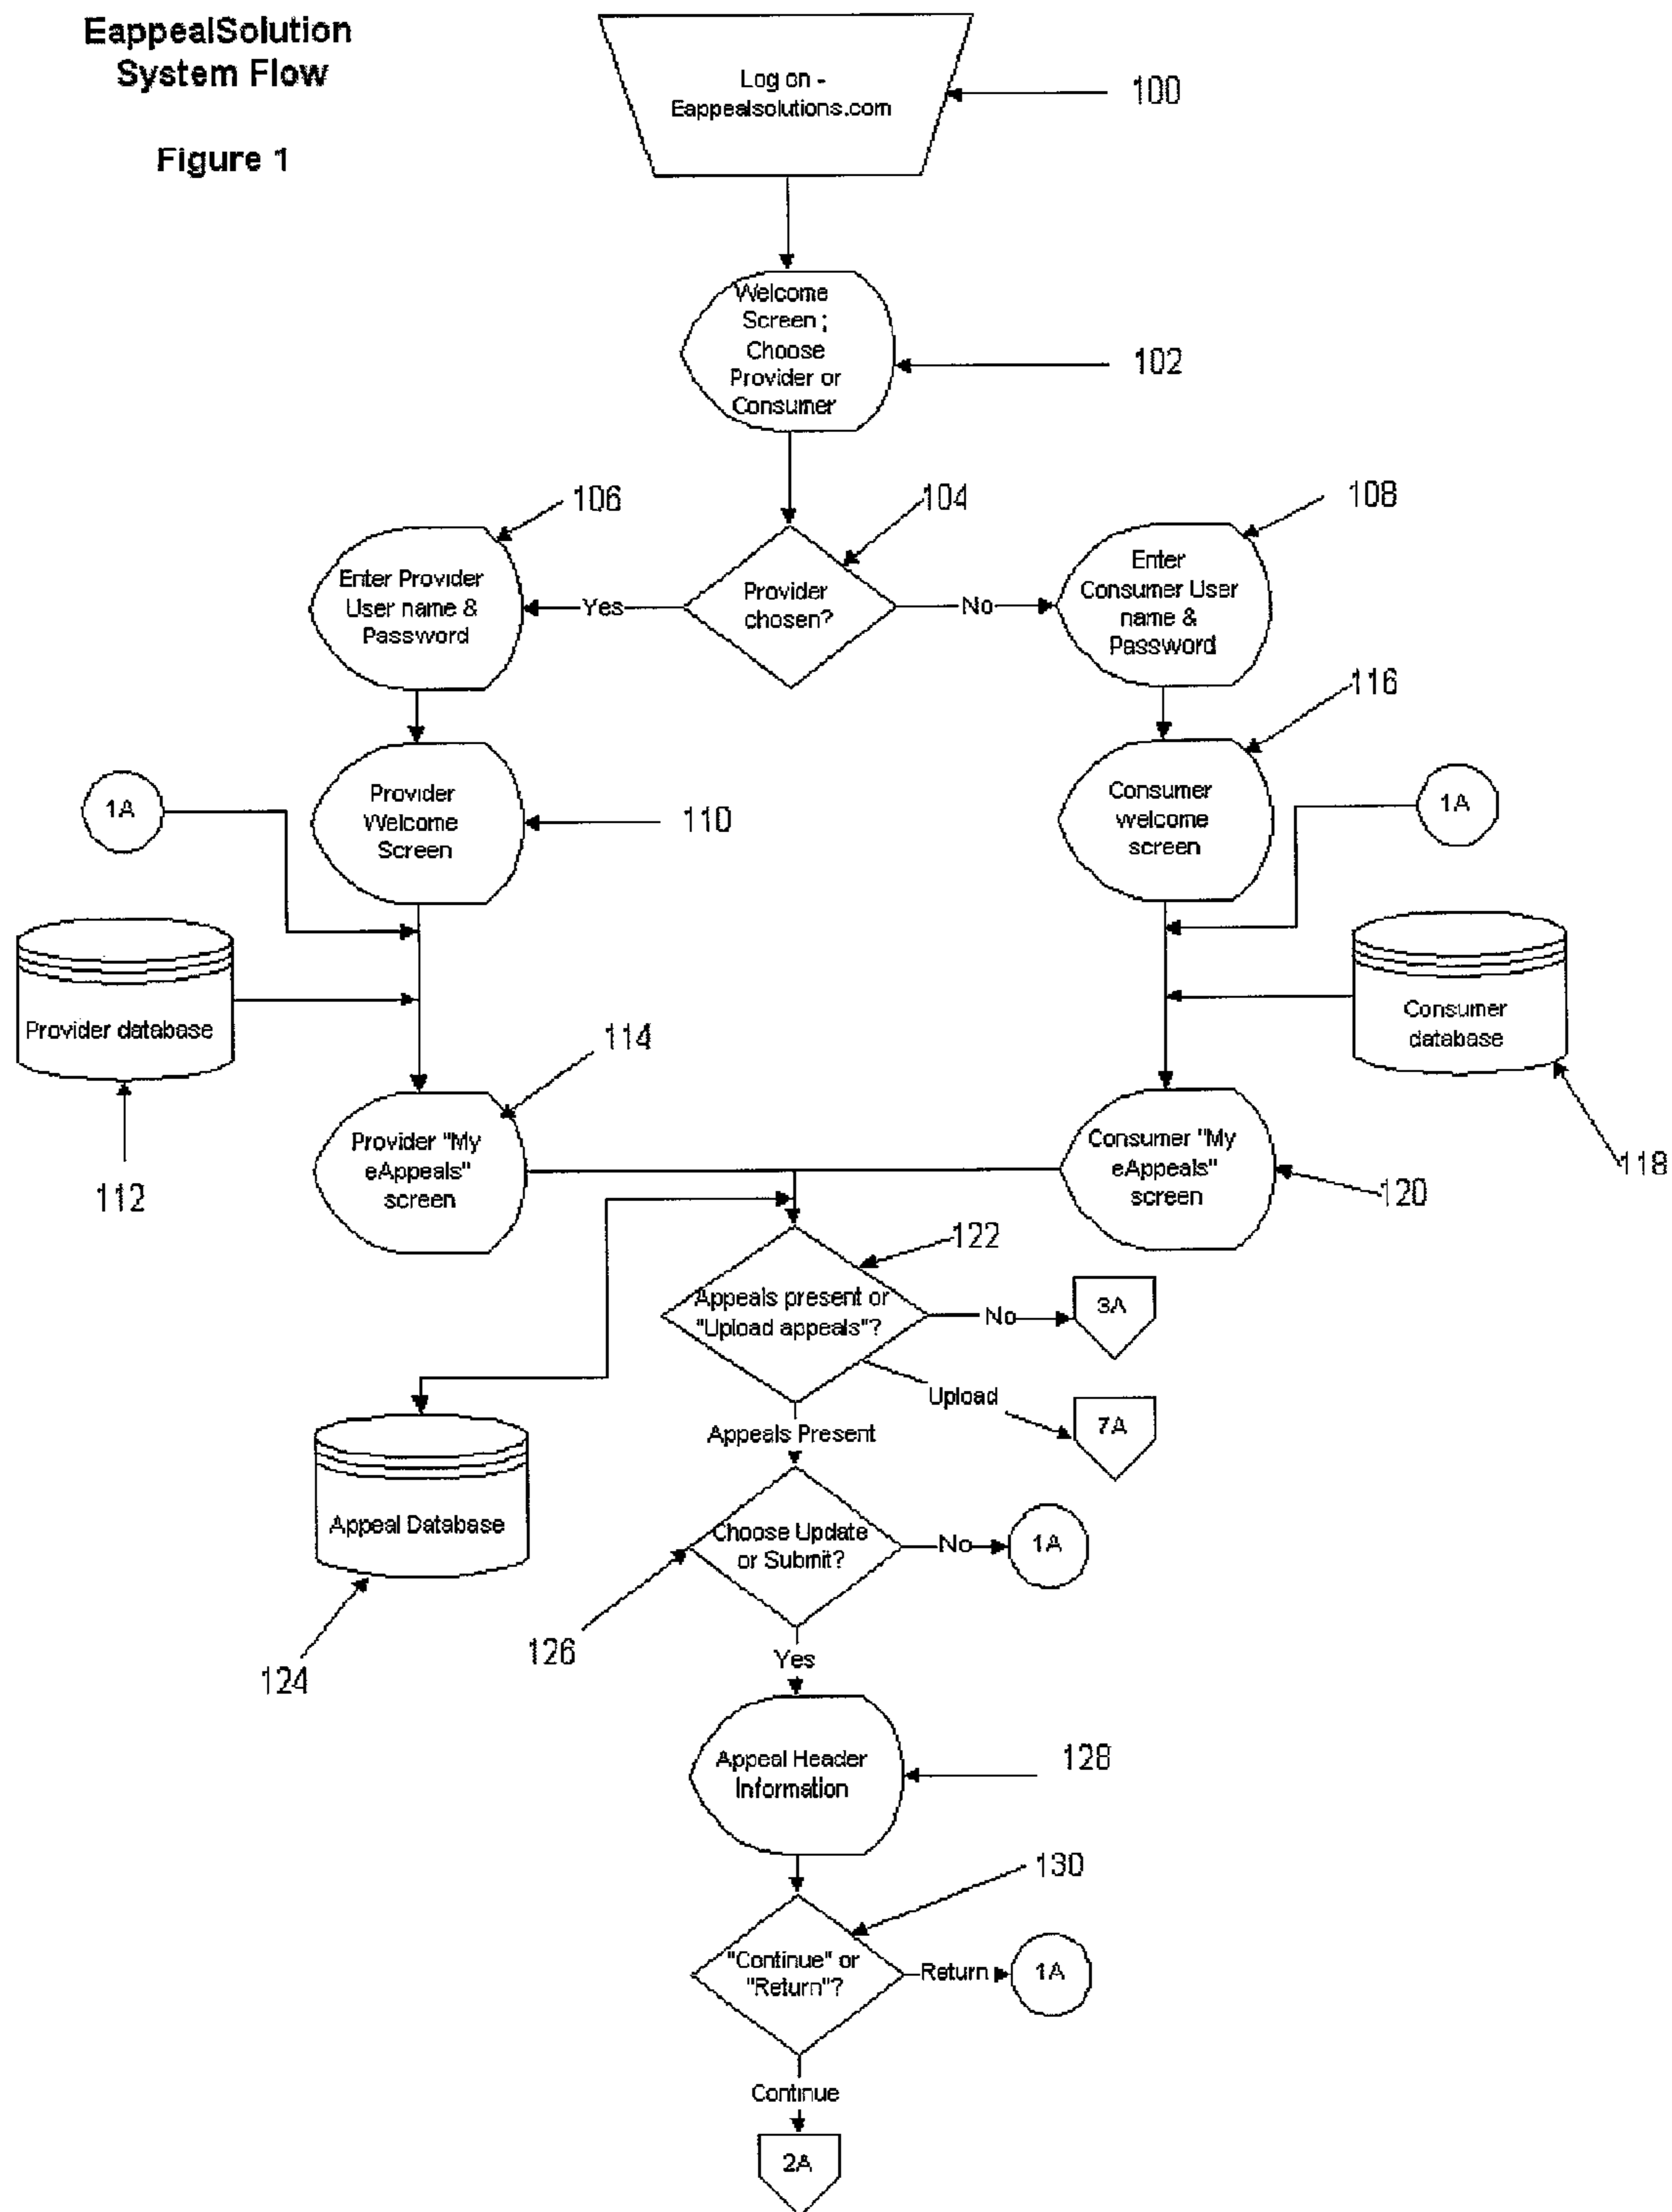 EappealSolution
System Flow
Figure 1
Log on -
Eappealsolutions.com
100
Welcome
Screen ;
Choose
Provider or
Consumer
102
106
104
108
Enter Provider
User name &
Password
Yes
Provider
chosen?
No
Enter
Consumer User
name &
Password
116
1A
Provider
Welcome
Screen
110
Consumer
welcome
screen
1A
Provider database
112
114
Consumer
database
118
Provider "My
eAppeals"
screen
Consumer "My
eAppeals"
screen
120
122
Appeals present or
"Upload appeals"?
No
3A
Upload
7A
Appeals Present
Appeal Database
124
Choose Update
or Submit?
No
1A
126
Yes
Appeal Header
Information
128
130
"Continue" or
"Return"?
Return
1A
Continue
2A